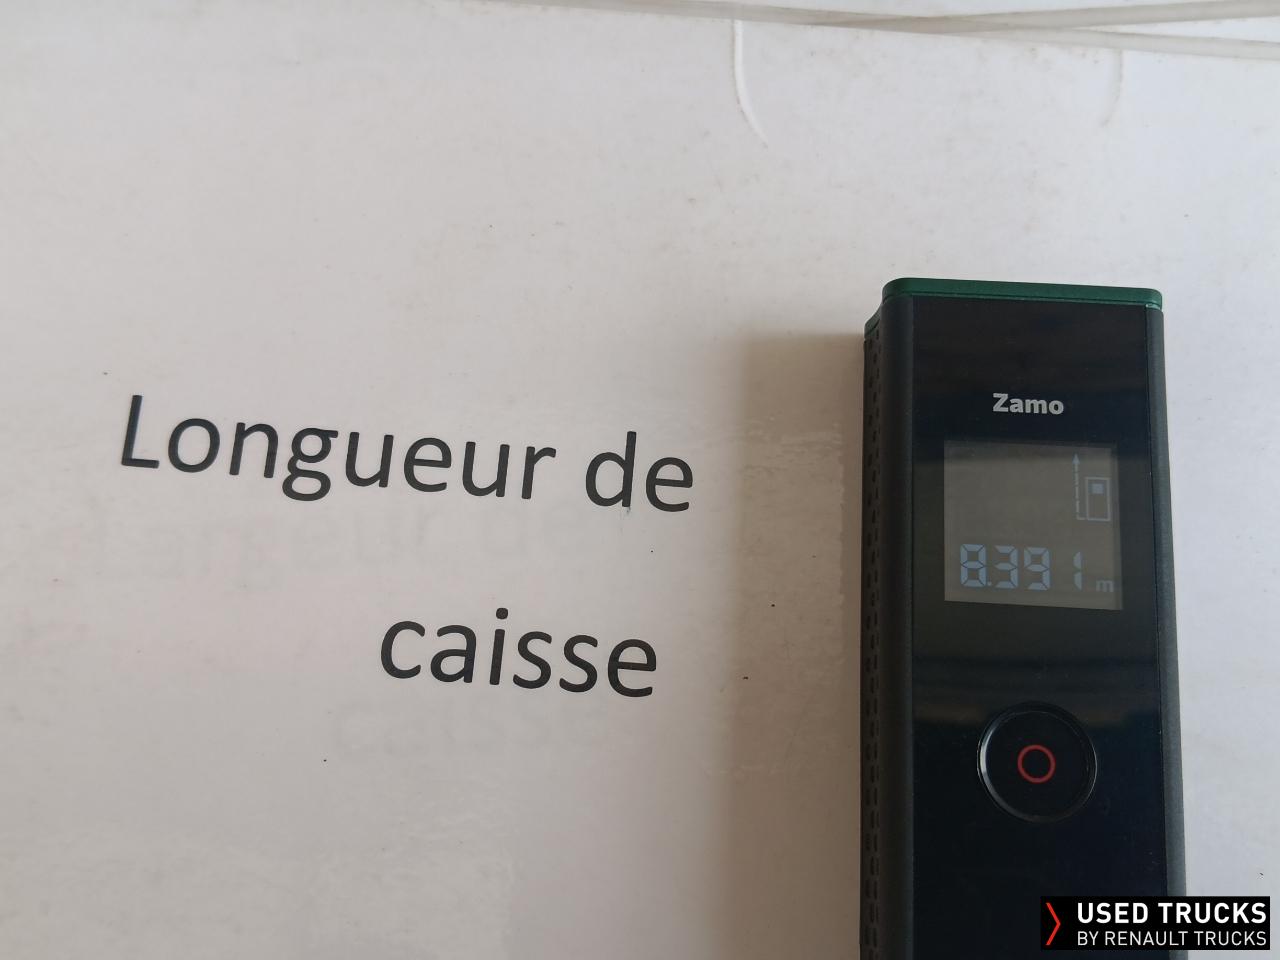 Longueur de
caisse
Zamo
8.391 m
USED TRUCKS
BY RENAULT TRUCKS